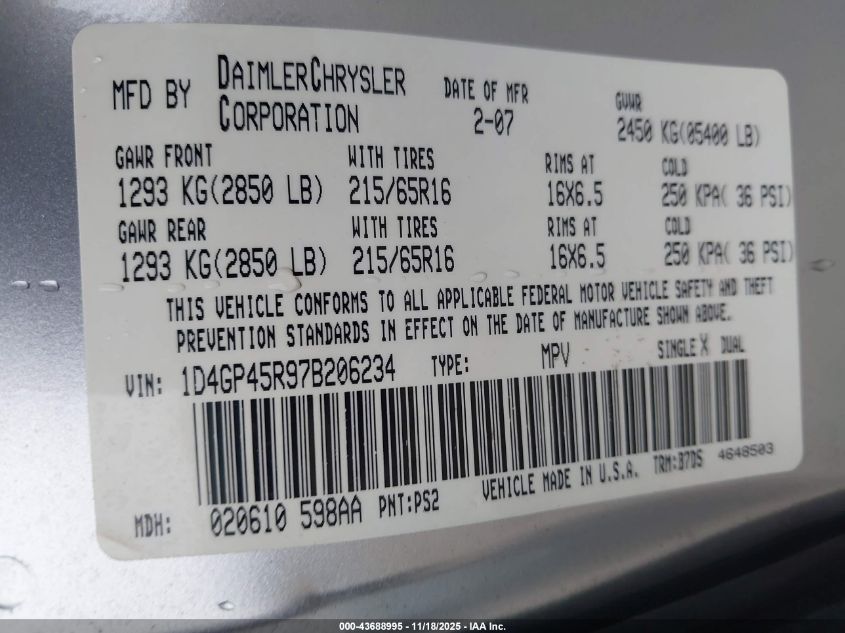 MFD BY DAIMLERCHRYSLER CORPORATION DATE OF MFR 2-07 GVWR 2450 KG(05400 LB)
GAWR FRONT WITH TIRES RIMS AT COLD
1293 KG(2850 LB) 215/65R16 16X6.5 250 KPA( 36 PSI)
GAWR REAR WITH TIRES RIMS AT COLD
1293 KG(2850 LB) 215/65R16 16X6.5 250 KPA( 36 PSI)
THIS VEHICLE CONFORMS TO ALL APPLICABLE FEDERAL MOTOR VEHICLE SAFETY AND THEFT
PREVENTION STANDARDS IN EFFECT ON THE DATE OF MANUFACTURE SHOWN ABOVE.
VIN: 1D4GP45R97B206234 TYPE: MPV SINGLE X DUAL
MDH: 020610 598AA PNT:PS2 VEHICLE MADE IN U.S.A. TRM:B7DS 4648503
000-43688995 - 11/18/2025 - IAA Inc.